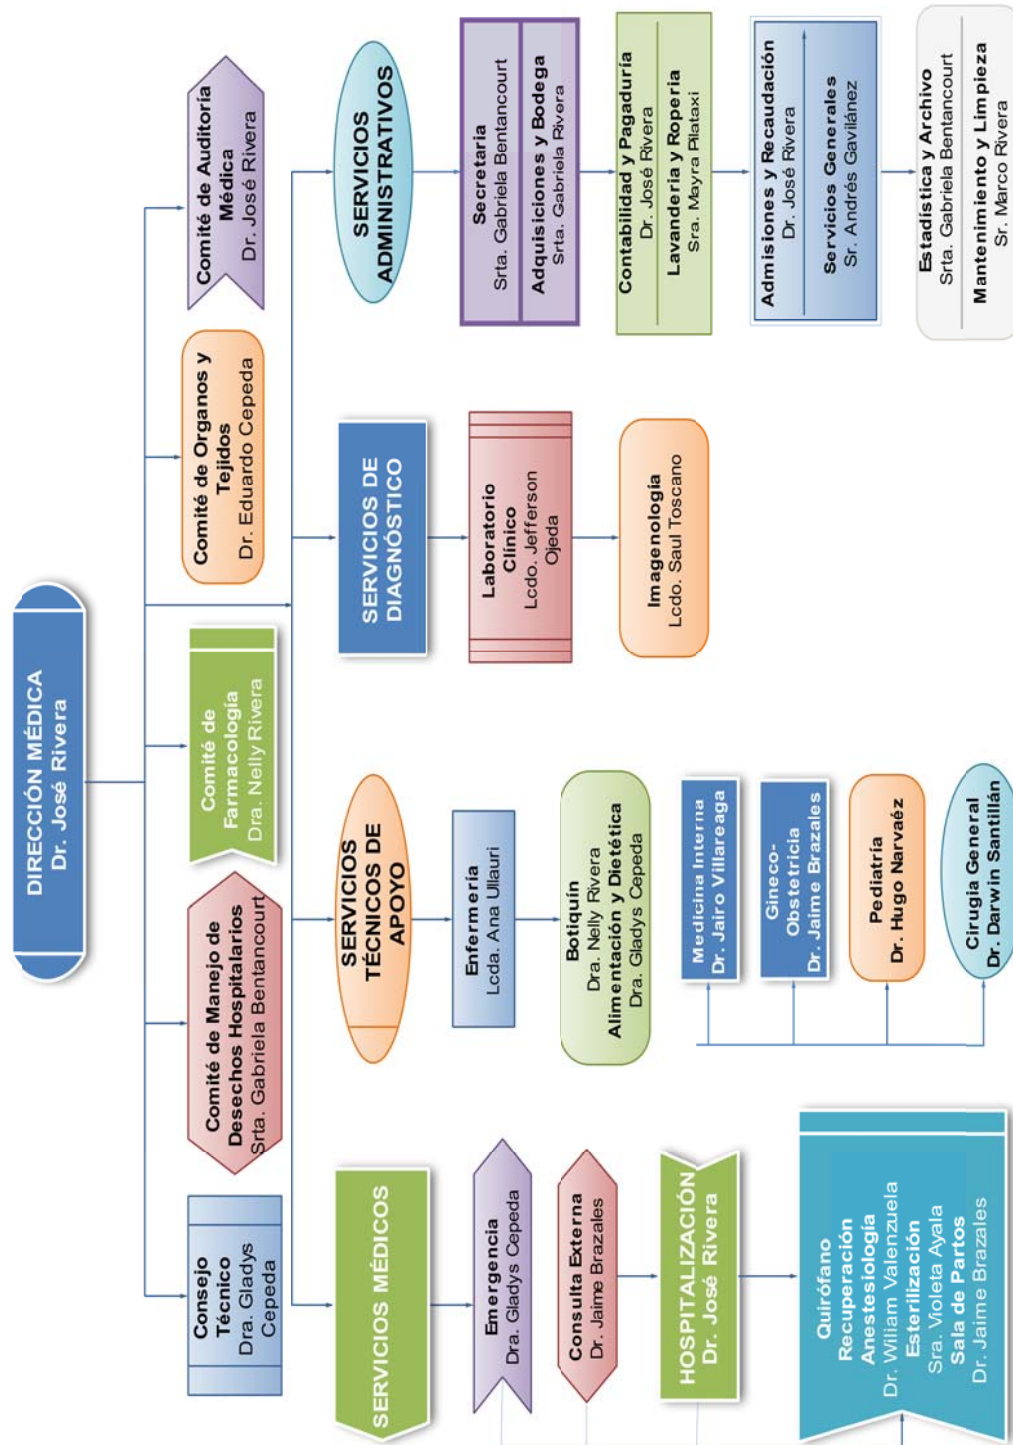 DIRECCIÓN MÉDICA
Dr. José Rivera
Consejo
Técnico
Dra. Gladys
Cepeda
Comité de Manejo de
Desechos Hospitalarios
Srta. Gabriela Bentancourt
Comité de
Farmacología
Dra. Nelly Rivera
Comité de Organos y
Tejidos
Dr. Eduardo Cepeda
Comité de Auditoría
Médica
Dr. José Rivera
SERVICIOS MÉDICOS
Emergencia
Dra. Gladys Cepeda
Consulta Externa
Dr. Jaime Brazales
HOSPITALIZACIÓN
Dr. José Rivera
Quirófano
Recuperación
Anestesiología
Dr. Wiliam Valenzuela
Esterilización
Sra. Violeta Ayala
Sala de Partos
Dr. Jaime Brazales
SERVICIOS
TÉCNICOS DE
APOYO
Enfermería
Lcda. Ana Ullauri
Botiquín
Dra. Nelly Rivera
Alimentación y Dietética
Dra. Gladys Cepeda
Medicina Interna
Dr. Jairo Villareaga
Gineco-
Obstetricia
Dr. Jaime Brazales
Pediatría
Dr. Hugo Narvaéz
Cirugia General
Dr. Darwin Santillán
SERVICIOS DE
DIAGNÓSTICO
Laboratorio
Clínico
Lcdo. Jefferson
Ojeda
Imagenología
Lcdo. Saul Toscano
SERVICIOS
ADMINISTRATIVOS
Secretaria
Srta. Gabriela Bentancourt
Adquisiciones y Bodega
Srta. Gabriela Rivera
Contabilidad y Pagaduría
Dr. José Rivera
Lavanderia y Roperia
Sra. Mayra Pilataxi
Admisiones y Recaudación
Dr. José Rivera
Servicios Generales
Sr. Andrés Gavilánez
Estadística y Archivo
Srta. Gabriela Bentancourt
Mantenimiento y Limpieza
Sr. Marco Rivera